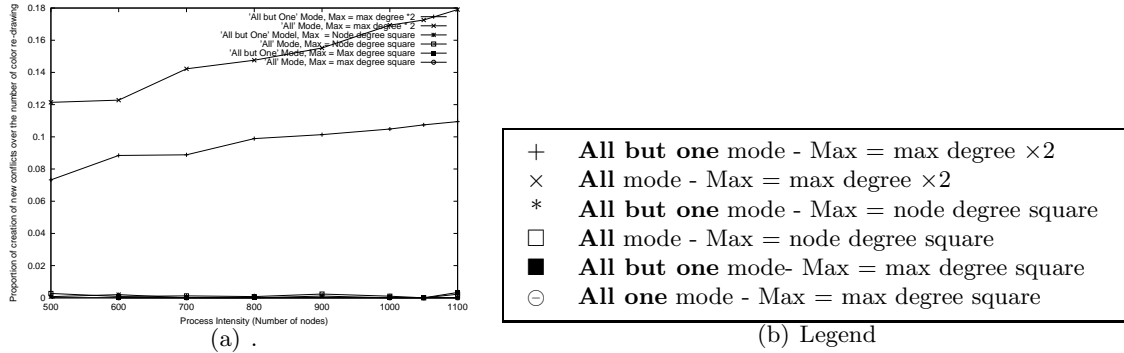 0.18
0.16
0.14
0.12
0.1
0.08
0.06
0.04
0.02
0
Proportion of creation of new conflicts over the number of color re-drawing
'All but One' Mode, Max = max degree *2
'All' Mode, Max = max degree *2
'All but One' Model, Max = Node degree square
'All' Mode, Max = Node degree square
'All but One' Mode, Max = Max degree square
All' Mode, Max = max degree square
500 600 700 800 900 1000 1100
Process Intensity (Number of nodes)
(a) .
+ All but one mode - Max = max degree ×2
× All mode - Max = max degree ×2
* All but one mode - Max = node degree square
□ All mode - Max = node degree square
■ All but one mode- Max = max degree square
⊖ All one mode - Max = max degree square
(b) Legend